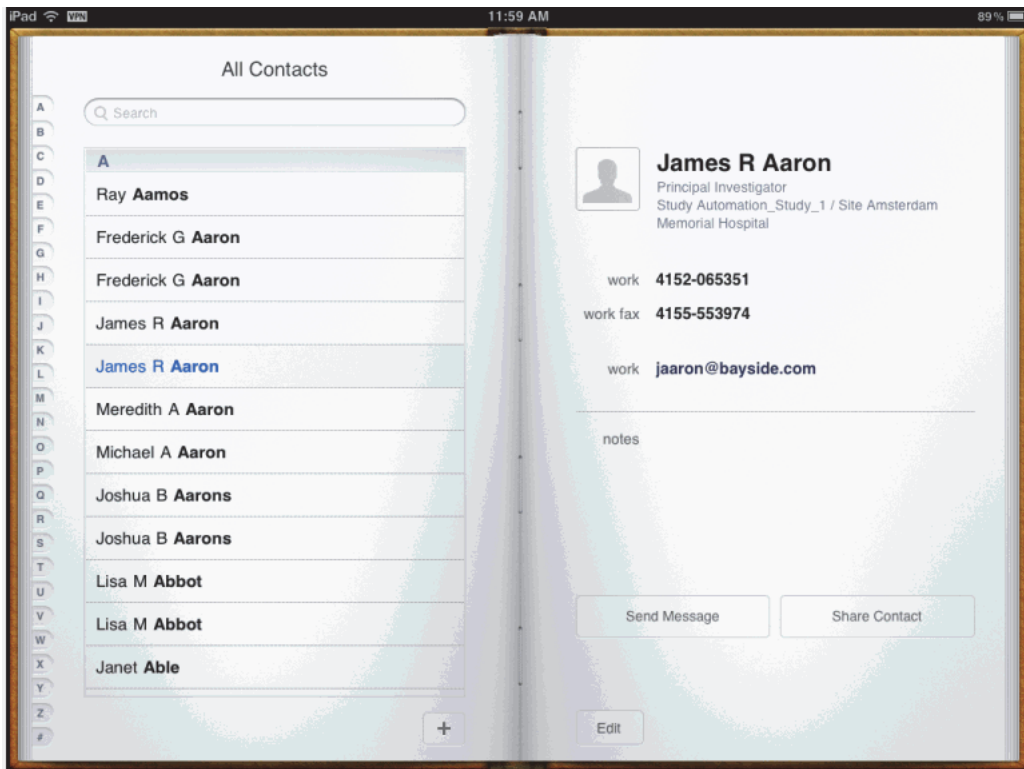 iPad VPN 11:59 AM 89%
All Contacts
Search
A
B
C
D
E
F
G
H
I
J
K
L
M
N
O
P
Q
R
S
T
U
V
W
X
Y
Z
#
A
Ray Aamos
Frederick G Aaron
Frederick G Aaron
James R Aaron
James R Aaron
Meredith A Aaron
Michael A Aaron
Joshua B Aarons
Joshua B Aarons
Lisa M Abbot
Lisa M Abbot
Janet Able
+
James R Aaron
Principal Investigator
Study Automation_Study_1 / Site Amsterdam
Memorial Hospital
work 4152-065351
work fax 4155-553974
work jaaron@bayside.com
notes
Send Message Share Contact
Edit